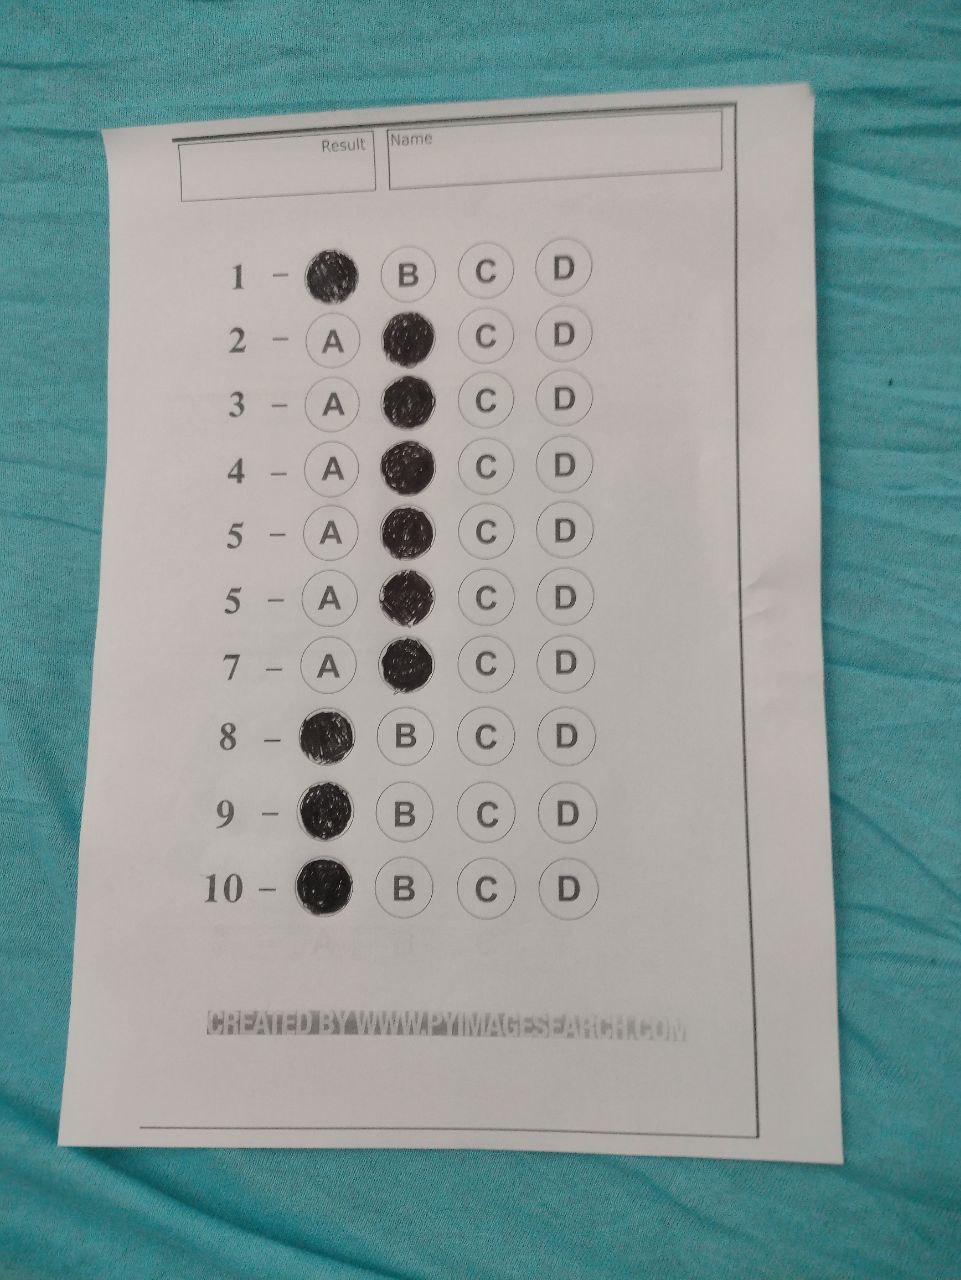 Result Name
1 - B C D
2 - A C D
3 - A C D
4 - A C D
5 - A C D
5 - A C D
7 - A C D
8 - B C D
9 - B C D
10 - B C D
CREATED BY WWW.PYIMAGESEARCH.COM